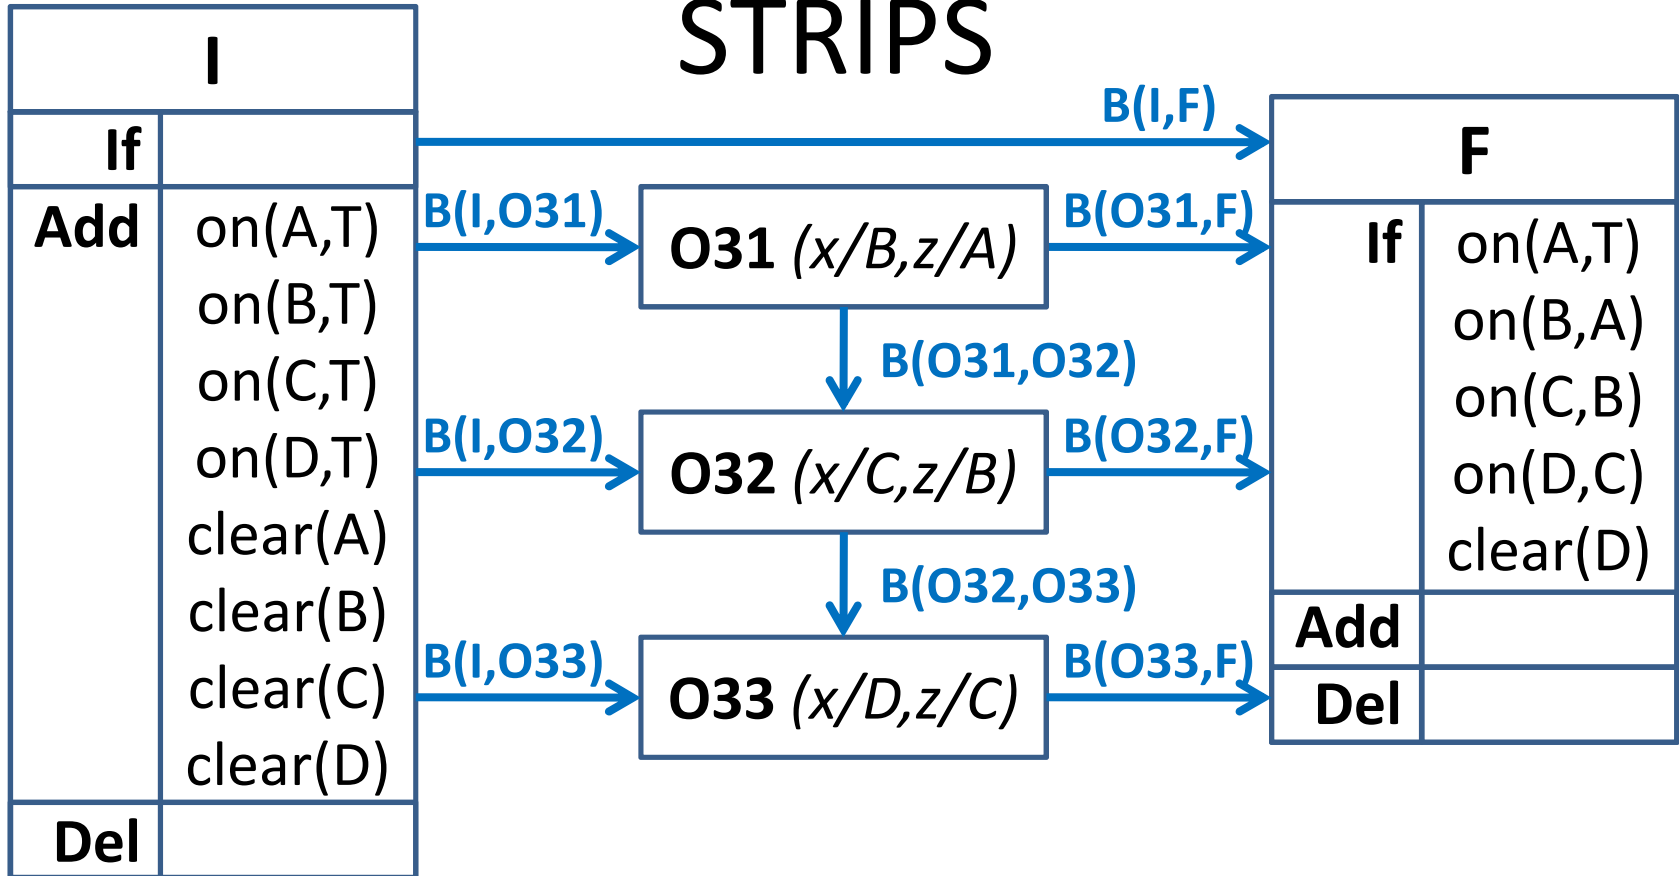 STRIPS
I
If
Add
on(A,T)
on(B,T)
on(C,T)
on(D,T)
clear(A)
clear(B)
clear(C)
clear(D)
Del
B(I,F)
B(I,O31)
O31 (x/B,z/A)
B(O31,F)
B(O31,O32)
B(I,O32)
O32 (x/C,z/B)
B(O32,F)
B(O32,O33)
B(I,O33)
O33 (x/D,z/C)
B(O33,F)
F
If
on(A,T)
on(B,A)
on(C,B)
on(D,C)
clear(D)
Add
Del